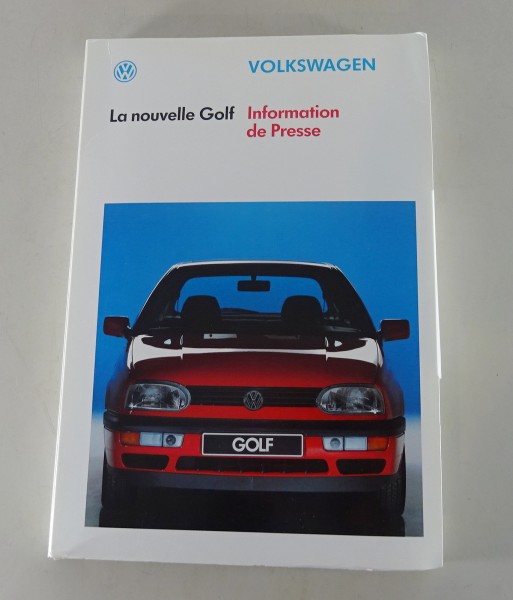 VOLKSWAGEN
La nouvelle Golf Information
de Presse
GOLF